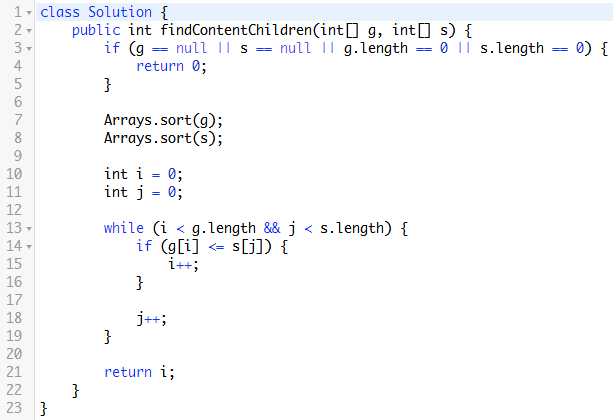 1 class Solution {
2     public int findContentChildren(int[] g, int[] s) {
3         if (g == null || s == null || g.length == 0 || s.length == 0) {
4             return 0;
5         }
6
7         Arrays.sort(g);
8         Arrays.sort(s);
9
10         int i = 0;
11         int j = 0;
12
13         while (i < g.length && j < s.length) {
14             if (g[i] <= s[j]) {
15                 i++;
16             }
17
18             j++;
19         }
20
21         return i;
22     }
23 }